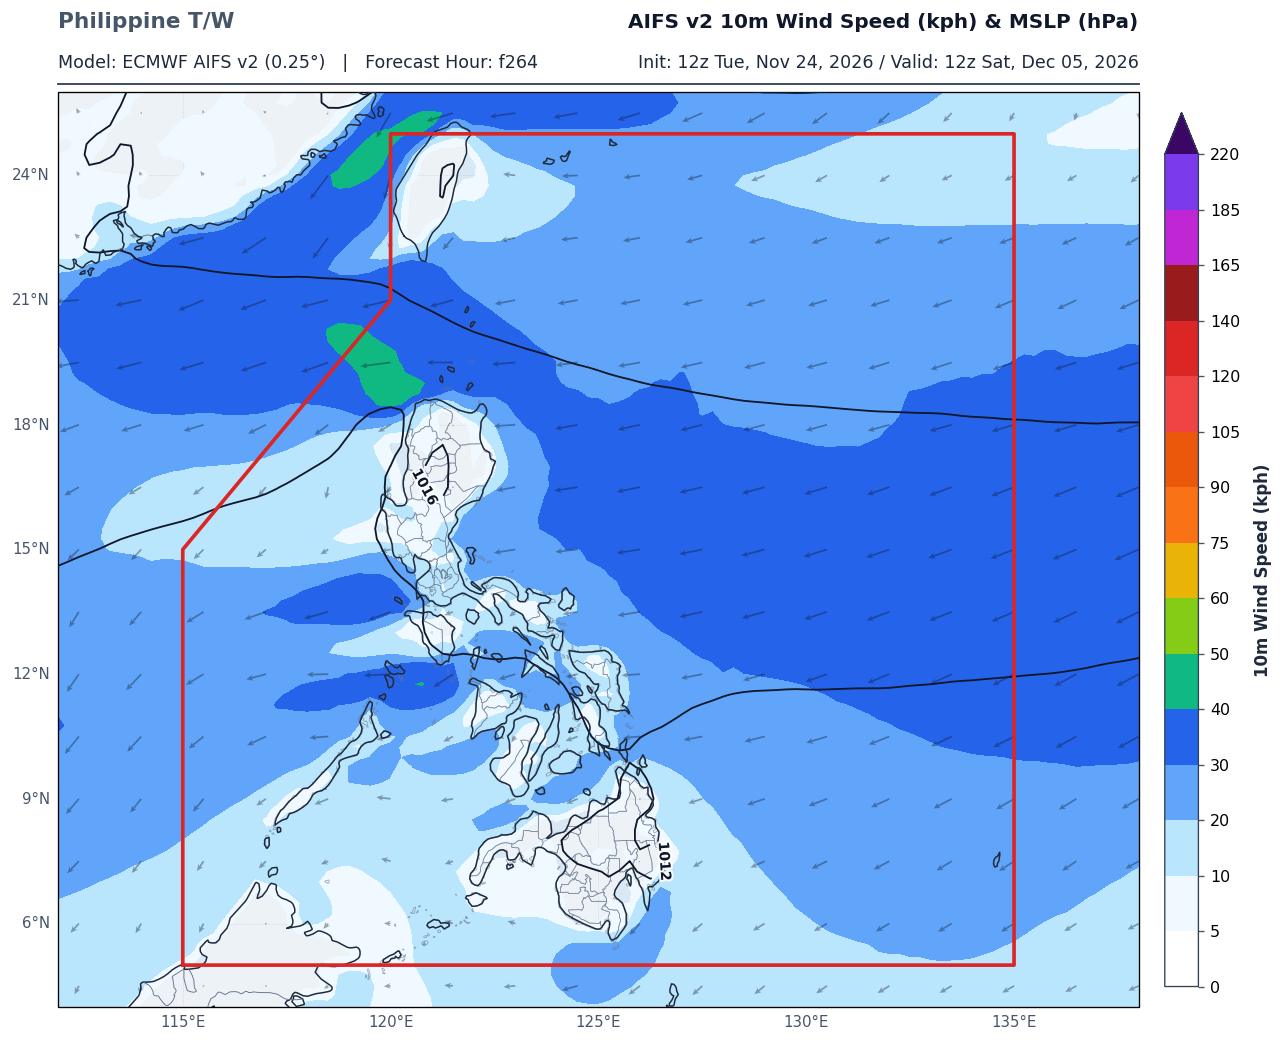 Philippine T/W
AIFS v2 10m Wind Speed (kph) & MSLP (hPa)
Model: ECMWF AIFS v2 (0.25°)   |   Forecast Hour: f264
Init: 12z Tue, Nov 24, 2026 / Valid: 12z Sat, Dec 05, 2026
24°N
21°N
18°N
15°N
12°N
9°N
6°N
1016
1012
115°E
120°E
125°E
130°E
135°E
220
185
165
140
120
105
90
75
60
50
40
30
20
10
5
0
10m Wind Speed (kph)